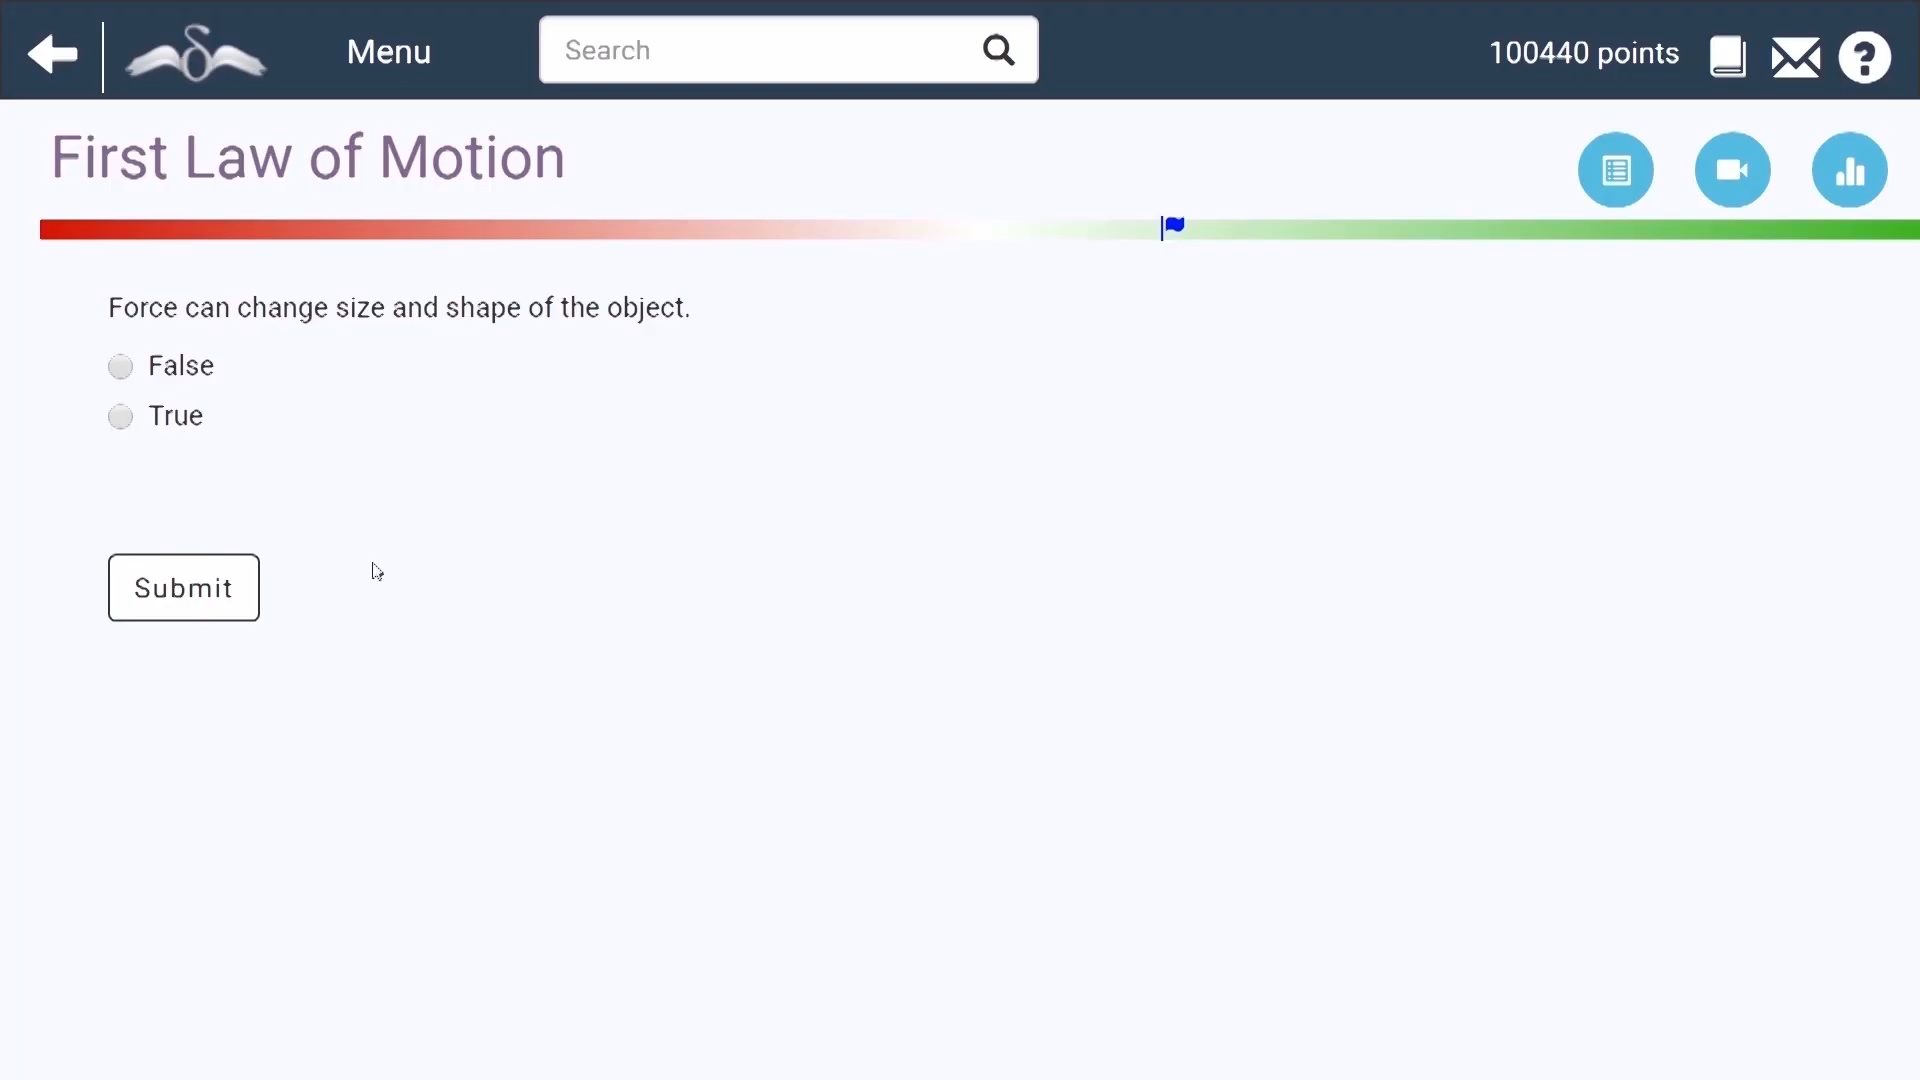 Menu
Search
100440 points
First Law of Motion
Force can change size and shape of the object.
False
True
Submit